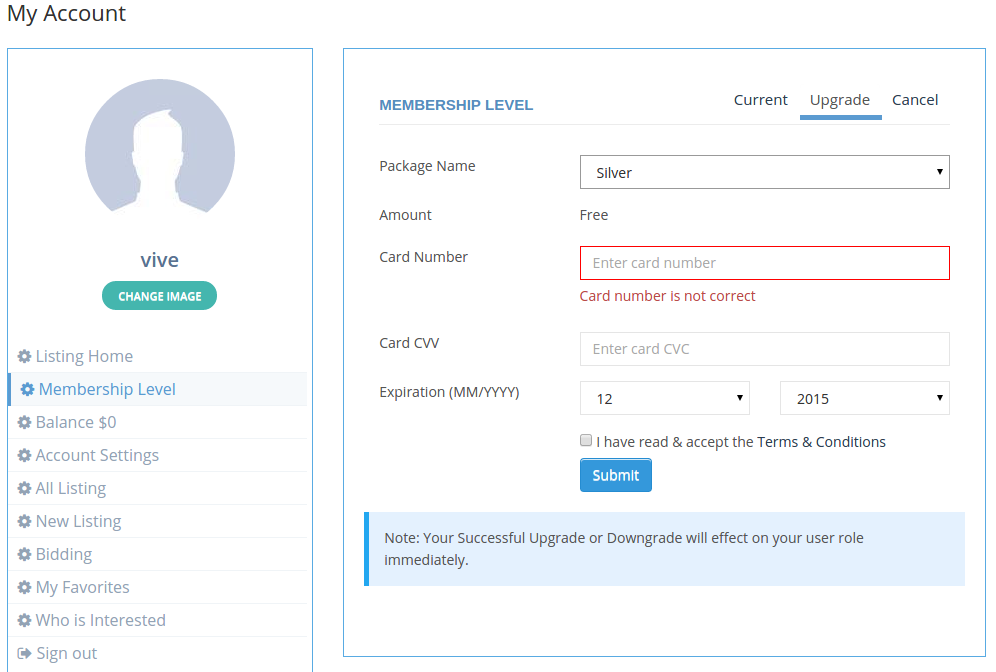 My Account
vive
CHANGE IMAGE
Listing Home
Membership Level
Balance $0
Account Settings
All Listing
New Listing
Bidding
My Favorites
Who is Interested
Sign out
MEMBERSHIP LEVEL
Current Upgrade Cancel
Package Name Silver
Amount Free
Card Number Enter card number
Card number is not correct
Card CVV Enter card CVC
Expiration (MM/YYYY) 12 2015
I have read & accept the Terms & Conditions
Submit
Note: Your Successful Upgrade or Downgrade will effect on your user role
immediately.